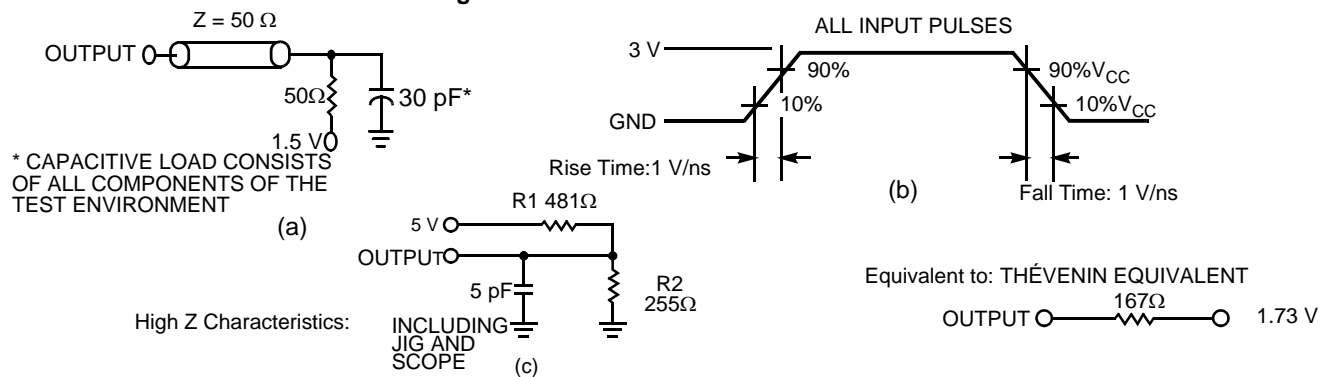 Z = 50 Ω
OUTPUT
50Ω
30 pF*
1.5 V
* CAPACITIVE LOAD CONSISTS
OF ALL COMPONENTS OF THE
TEST ENVIRONMENT
(a)
ALL INPUT PULSES
3 V
90%
10%
GND
90%VCC
10%VCC
Rise Time:1 V/ns
(b)
Fall Time: 1 V/ns
R1 481Ω
5 V
OUTPUT
5 pF
R2
255Ω
High Z Characteristics:
INCLUDING
JIG AND
SCOPE
(c)
Equivalent to: THÉVENIN EQUIVALENT
167Ω
OUTPUT
1.73 V